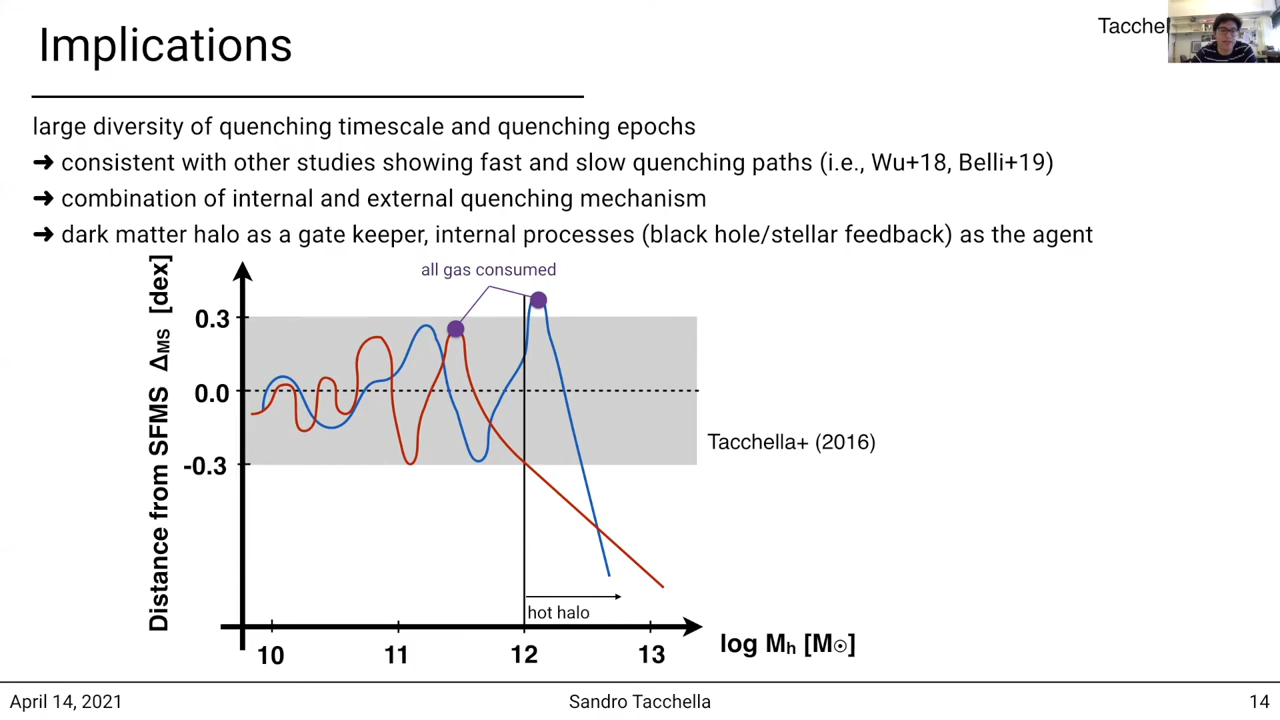 Implications
Tacchel
large diversity of quenching timescale and quenching epochs
➜ consistent with other studies showing fast and slow quenching paths (i.e., Wu+18, Belli+19)
➜ combination of internal and external quenching mechanism
➜ dark matter halo as a gate keeper, internal processes (black hole/stellar feedback) as the agent
all gas consumed
Distance from SFMS ΔMS [dex]
0.3
0.0
-0.3
Tacchella+ (2016)
hot halo
10 11 12 13
log Mh [M☉]
April 14, 2021
Sandro Tacchella
14